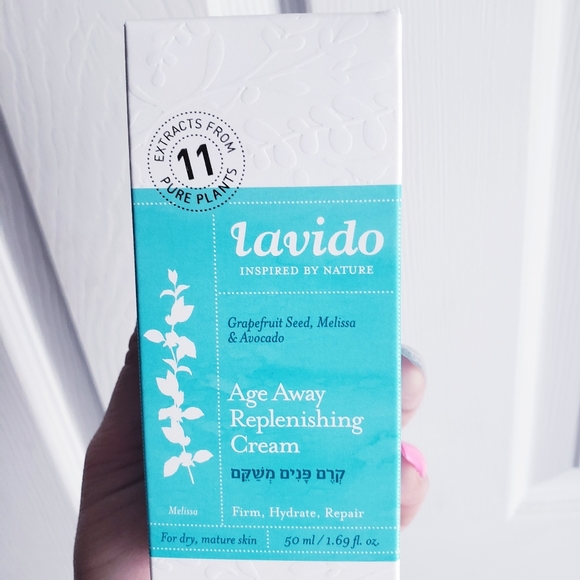 EXTRACTS FROM
11
PURE PLANTS
lavido
INSPIRED BY NATURE
Grapefruit Seed, Melissa
& Avocado
Age Away
Replenishing
Cream
קְרֶם פָּנִים מְשַׁקֵּם
Melissa
Firm, Hydrate, Repair
For dry, mature skin
50 ml / 1.69 fl. oz.